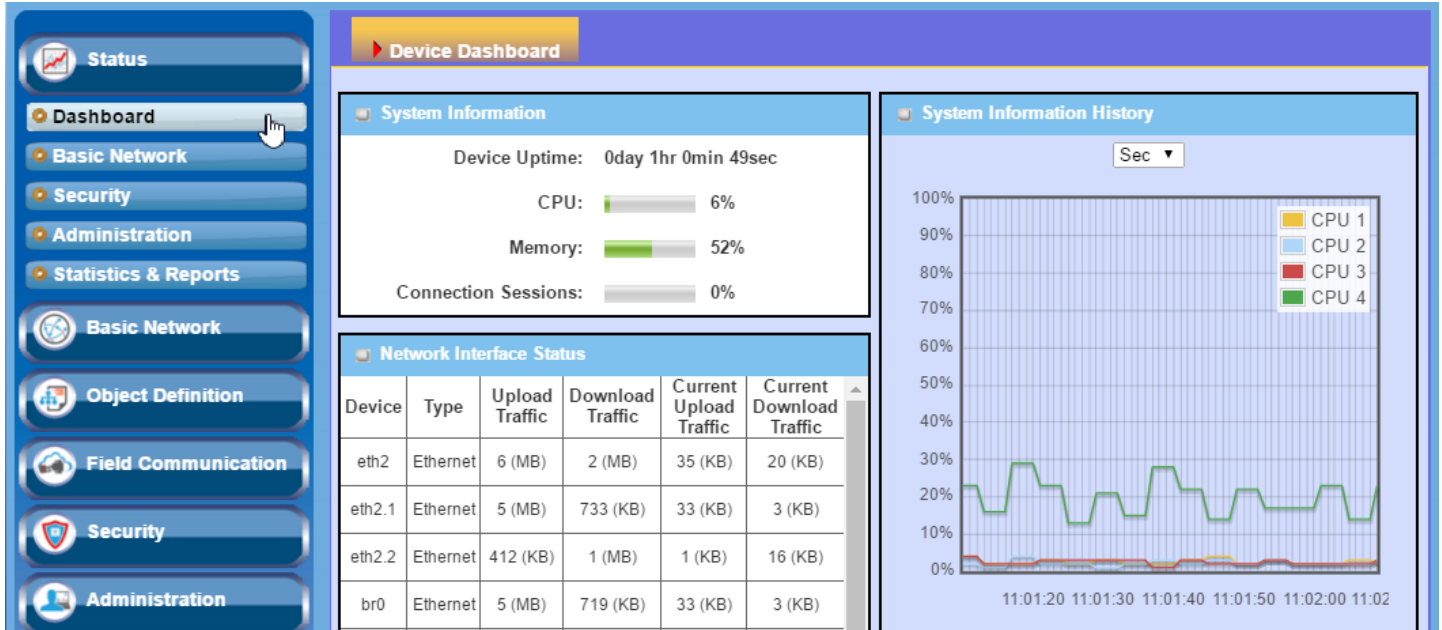 Status
Dashboard
Basic Network
Security
Administration
Statistics & Reports
Basic Network
Object Definition
Field Communication
Security
Administration
Device Dashboard
System Information
Device Uptime: 0day 1hr 0min 49sec
CPU: 6%
Memory: 52%
Connection Sessions: 0%
Network Interface Status
Device Type Upload Traffic Download Traffic Current Upload Traffic Current Download Traffic
eth2 Ethernet 6 (MB) 2 (MB) 35 (KB) 20 (KB)
eth2.1 Ethernet 5 (MB) 733 (KB) 33 (KB) 3 (KB)
eth2.2 Ethernet 412 (KB) 1 (MB) 1 (KB) 16 (KB)
br0 Ethernet 5 (MB) 719 (KB) 33 (KB) 3 (KB)
System Information History
Sec ▼
100%
90%
80%
70%
60%
50%
40%
30%
20%
10%
0%
CPU 1
CPU 2
CPU 3
CPU 4
11:01:20 11:01:30 11:01:40 11:01:50 11:02:00 11:02